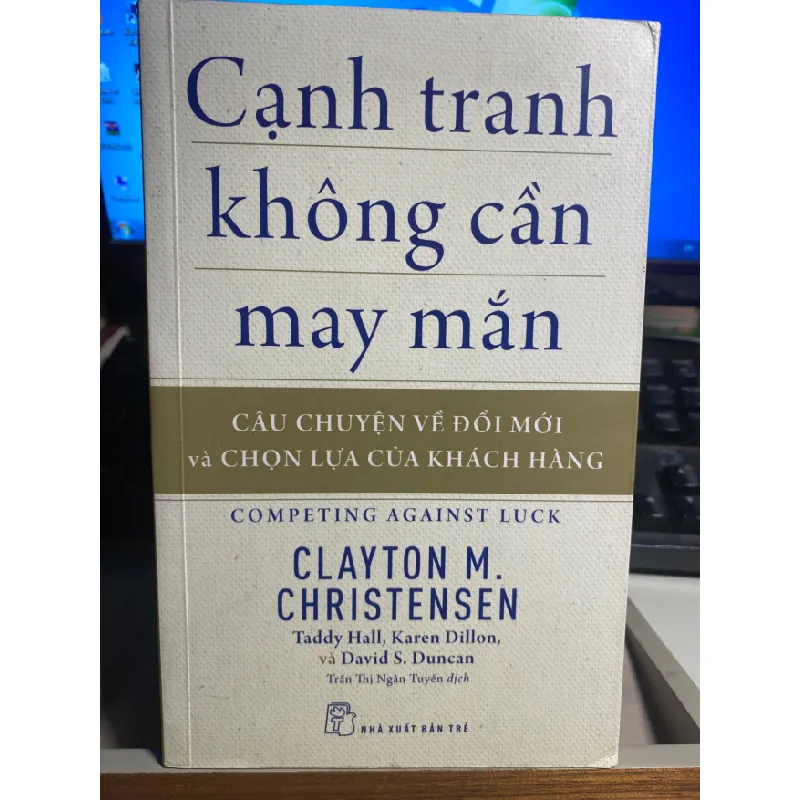 Cạnh tranh
không cần
may mắn
CÂU CHUYỆN VỀ ĐỔI MỚI
và CHỌN LỰA CỦA KHÁCH HÀNG
COMPETING AGAINST LUCK
CLAYTON M.
CHRISTENSEN
Taddy Hall, Karen Dillon,
và David S. Duncan
Trần Thị Ngân Tuyến dịch
NHÀ XUẤT BẢN TRẺ